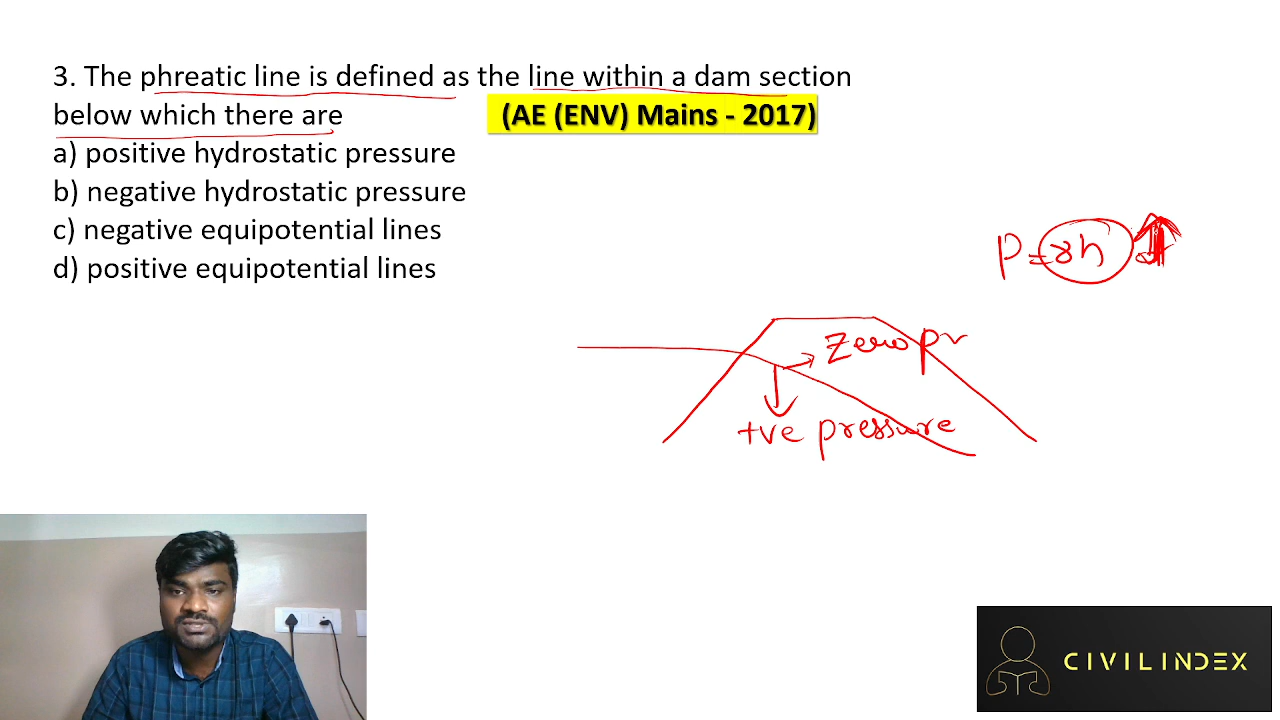 3. The phreatic line is defined as the line within a dam section
below which there are
(AE (ENV) Mains - 2017)
a) positive hydrostatic pressure
b) negative hydrostatic pressure
c) negative equipotential lines
d) positive equipotential lines
P = γh
Zero pr
+ve pressure
CIVILINDEX